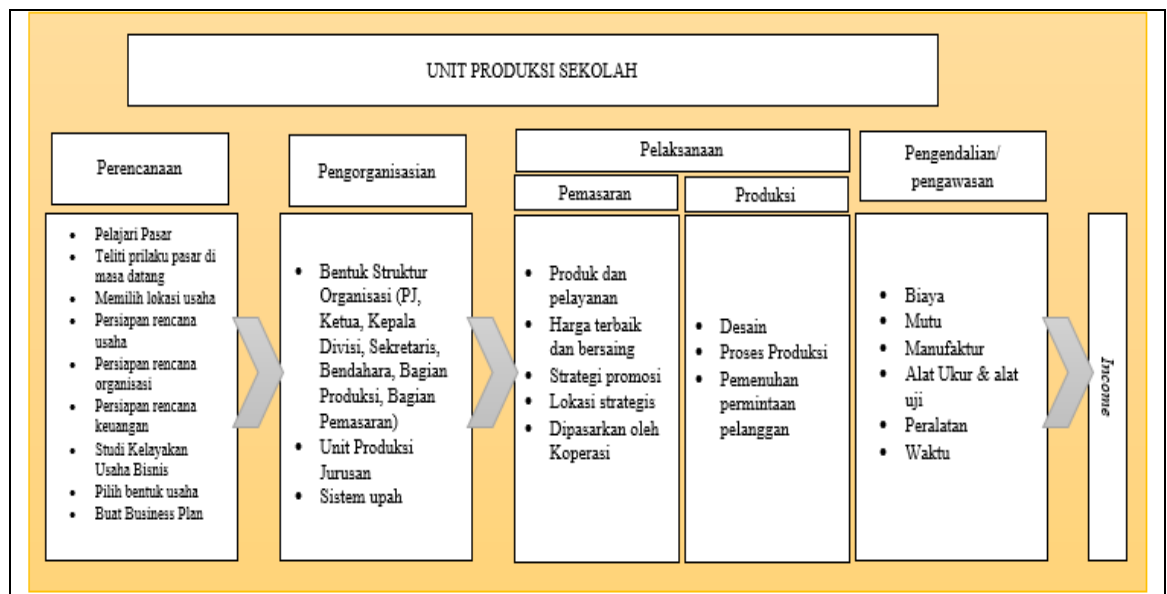 UNIT PRODUKSI SEKOLAH
Perencanaan
• Pelajari Pasar
• Teliti prilaku pasar di
masa datang
• Memilih lokasi usaha
• Persiapan rencana
usaha
• Persiapan rencana
organisasi
• Persiapan rencana
keuangan
• Studi Kelayakan
Usaha Bisnis
• Pilih bentuk usaha
• Buat Business Plan
Pengorganisasian
• Bentuk Struktur
Organisasi (PJ,
Ketua, Kepala
Divisi, Sekretaris,
Bendahara, Bagian
Produksi, Bagian
Pemasaran)
• Unit Produksi
Jurusan
• Sistem upah
Pelaksanaan
Pemasaran
• Produk dan
pelayanan
• Harga terbaik
dan bersaing
• Strategi promosi
• Lokasi strategis
• Dipasarkan oleh
Koperasi
Produksi
• Desain
• Proses Produksi
• Pemenuhan
permintaan
pelanggan
Pengendalian/
pengawasan
• Biaya
• Mutu
• Manufaktur
• Alat Ukur & alat
uji
• Peralatan
• Waktu
Income